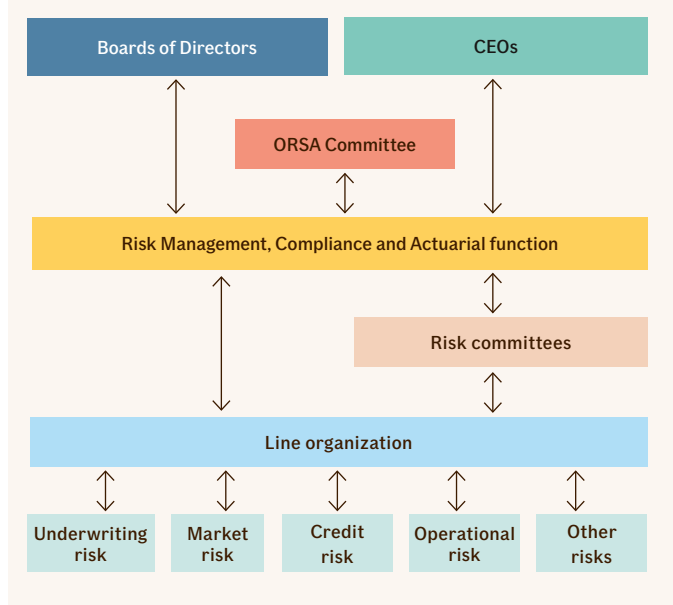 Boards of Directors
CEOs
ORSA Committee
Risk Management, Compliance and Actuarial function
Risk committees
Line organization
Underwriting
risk
Market
risk
Credit
risk
Operational
risk
Other
risks